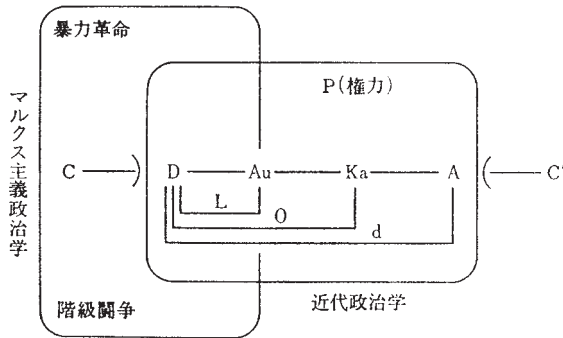 暴力革命
P(権力)
マルクス主義政治学
C D Au Ka A C'
L
O
d
階級闘争
近代政治学